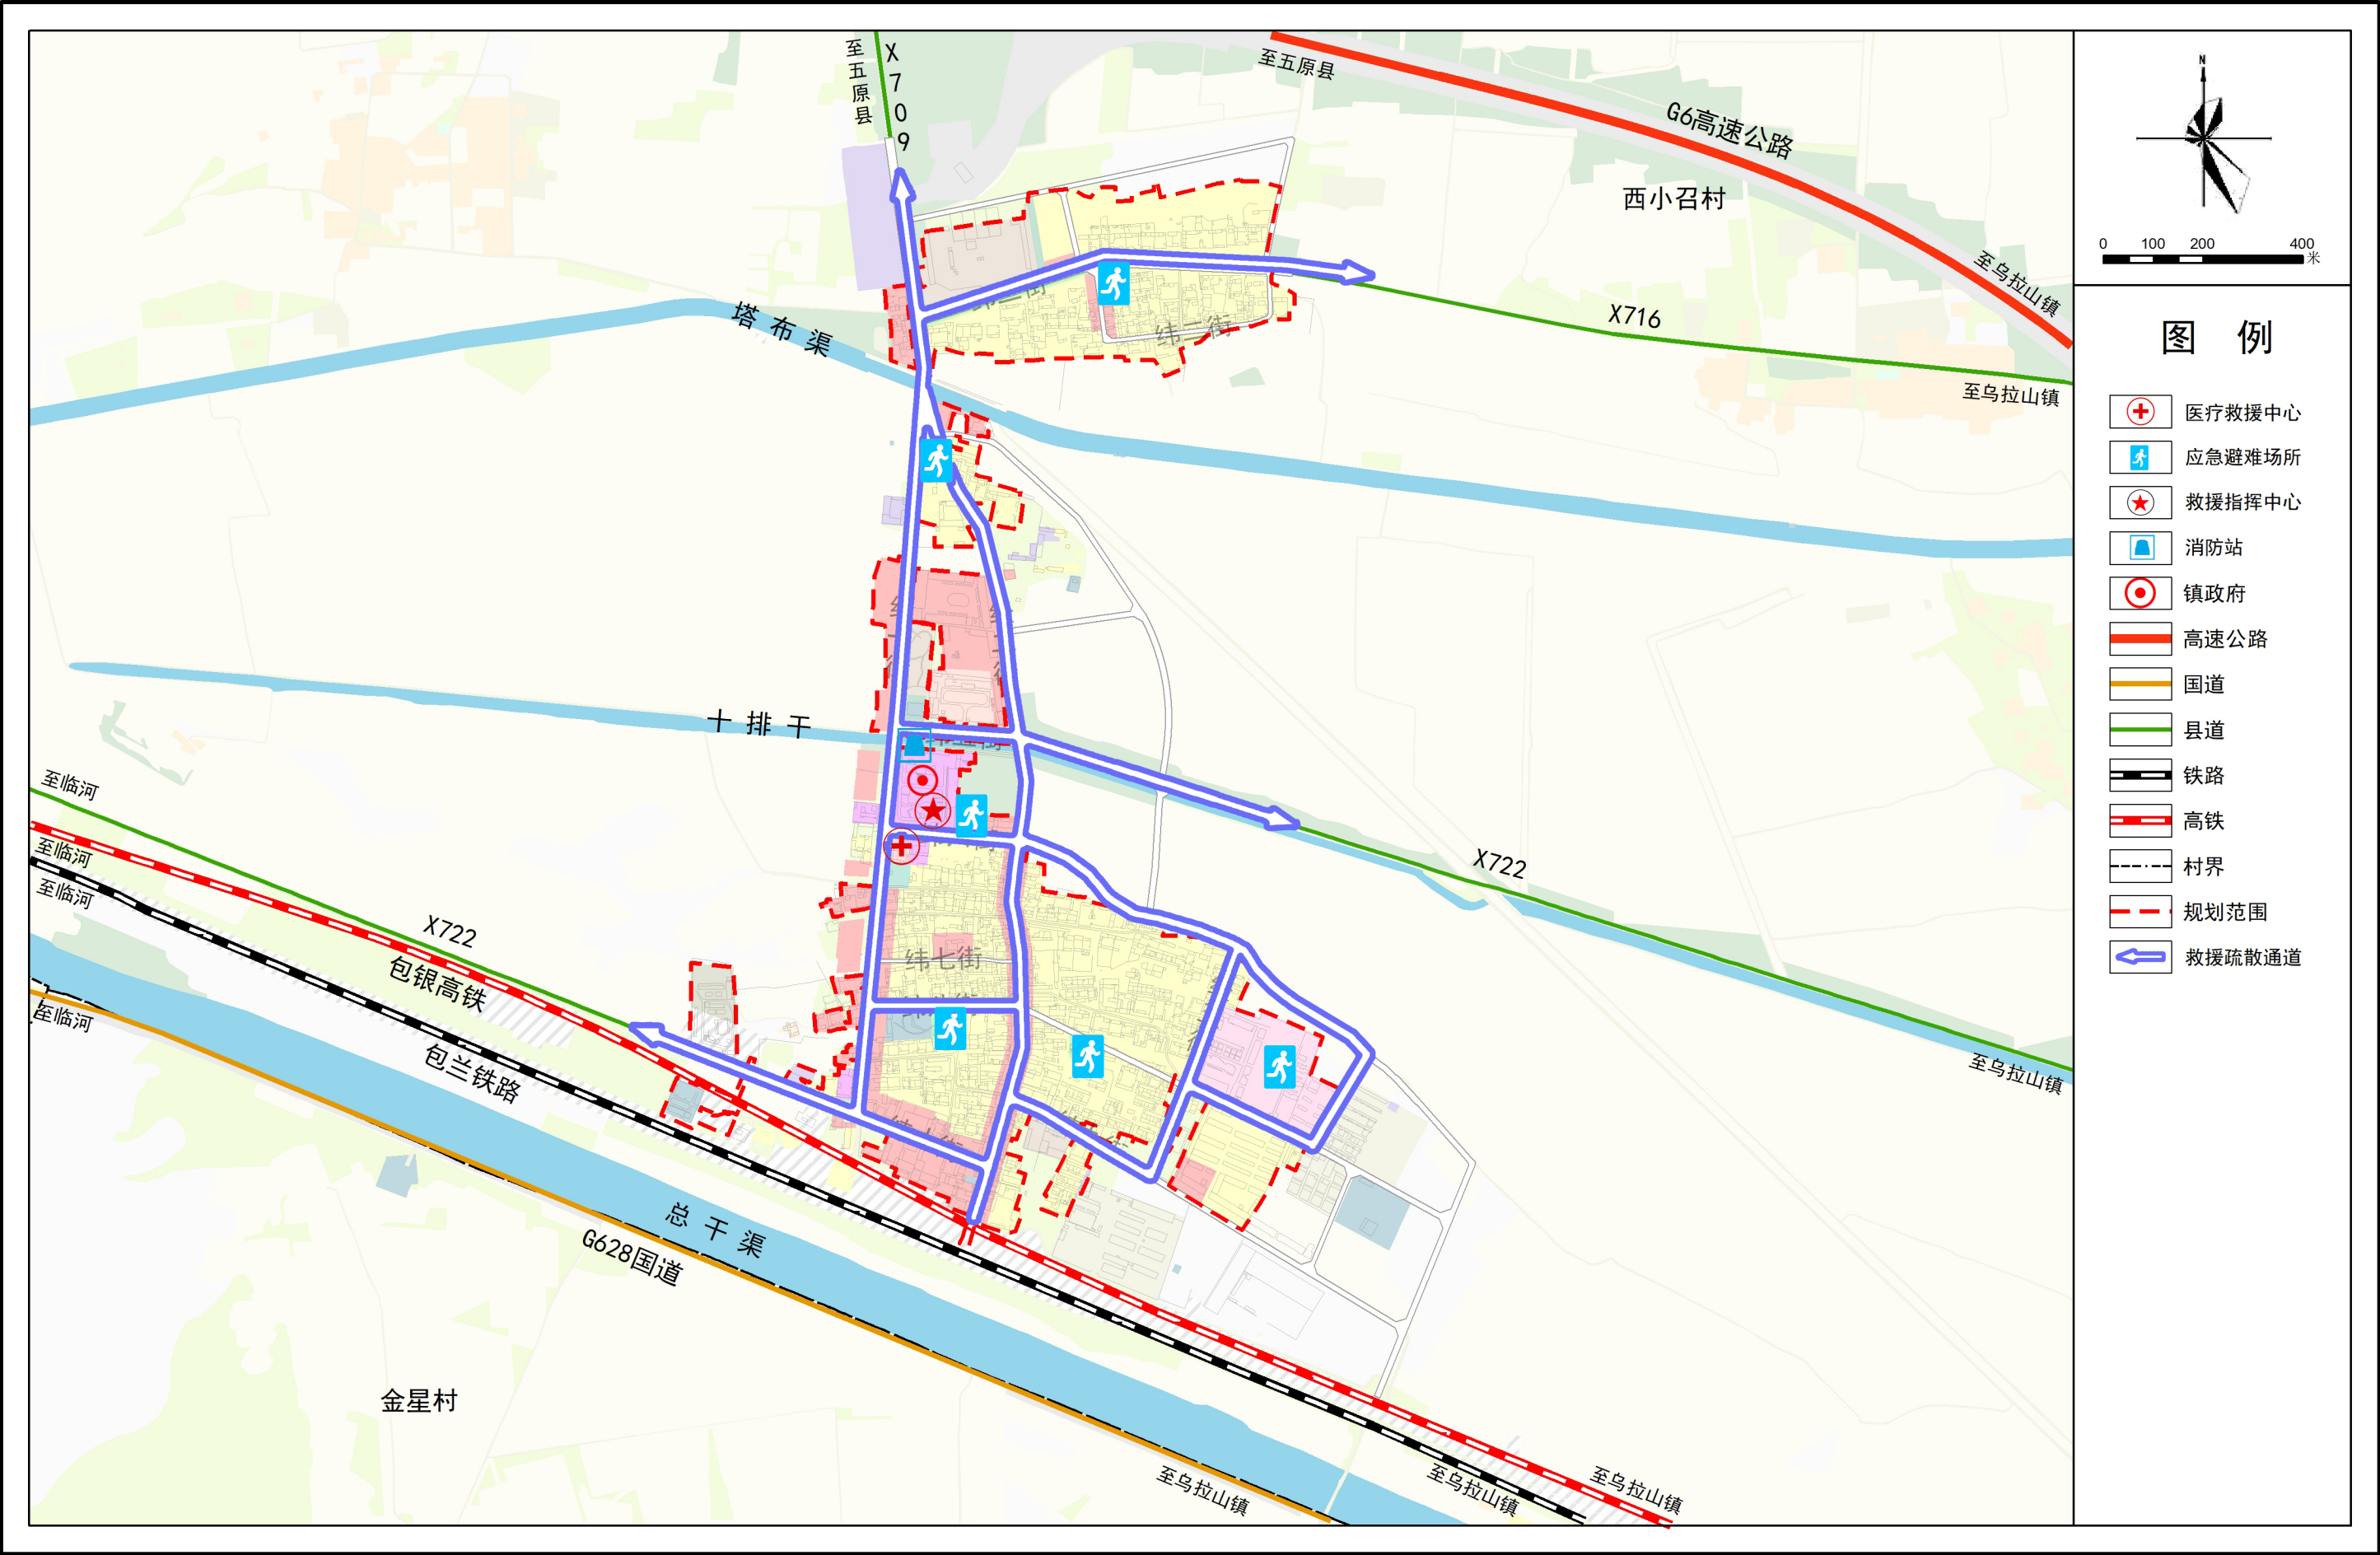 至五原县
X709
至五原县
G6高速公路
西小召村
至乌拉山镇
塔布渠
纬二街
X716
至乌拉山镇
十排干
至临河
至临河
至临河
X722
包银高铁
至临河
包兰铁路
纬七街
X722
至乌拉山镇
总干渠
G628国道
金星村
至乌拉山镇
至乌拉山镇
至乌拉山镇
N
0 100 200 400
米
图 例
医疗救援中心
应急避难场所
救援指挥中心
消防站
镇政府
高速公路
国道
县道
铁路
高铁
村界
规划范围
救援疏散通道